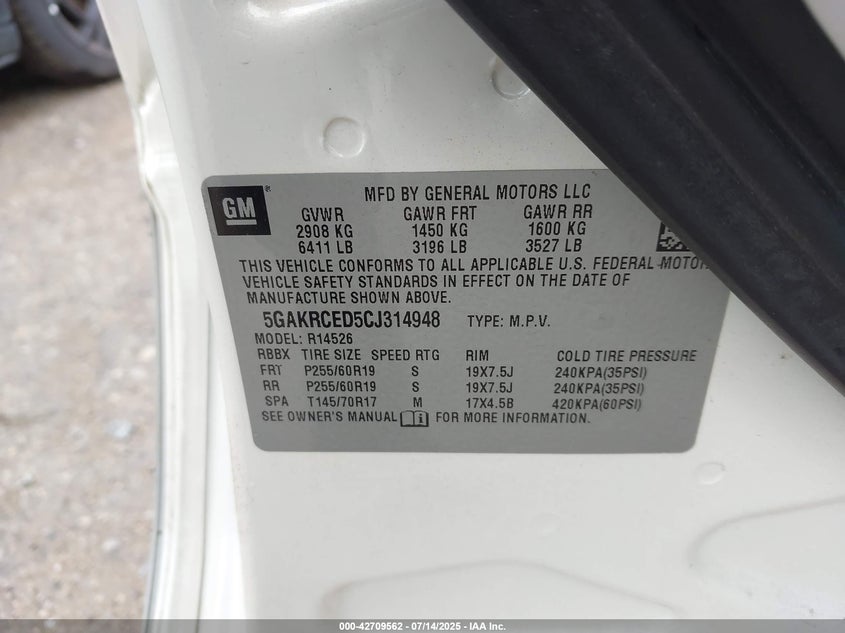 GM ®
MFD BY GENERAL MOTORS LLC
GVWR GAWR FRT GAWR RR
2908 KG 1450 KG 1600 KG
6411 LB 3196 LB 3527 LB
THIS VEHICLE CONFORMS TO ALL APPLICABLE U.S. FEDERAL MOTOR
VEHICLE SAFETY STANDARDS IN EFFECT ON THE DATE OF
MANUFACTURE SHOWN ABOVE.
5GAKRCED5CJ314948 TYPE: M.P.V.
MODEL: R14526
RBBX TIRE SIZE SPEED RTG RIM COLD TIRE PRESSURE
FRT P255/60R19 S 19X7.5J 240KPA(35PSI)
RR P255/60R19 S 19X7.5J 240KPA(35PSI)
SPA T145/70R17 M 17X4.5B 420KPA(60PSI)
SEE OWNER'S MANUAL FOR MORE INFORMATION.
000-42709562 - 07/14/2025 - IAA Inc.